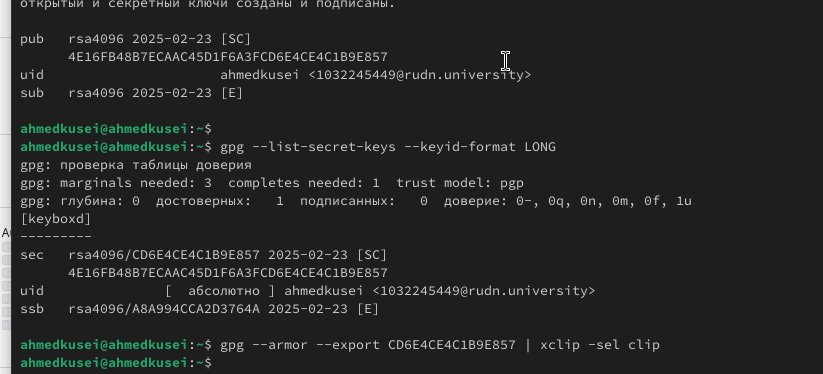 открытый и секретный ключи созданы и подписаны.
pub   rsa4096 2025-02-23 [SC]
      4E16FB48B7ECAAC45D1F6A3FCD6E4CE4C1B9E857
uid                      ahmedkusei <1032245449@rudn.university>
sub   rsa4096 2025-02-23 [E]
ahmedkusei@ahmedkusei:~$
ahmedkusei@ahmedkusei:~$ gpg --list-secret-keys --keyid-format LONG
gpg: проверка таблицы доверия
gpg: marginals needed: 3  completes needed: 1  trust model: pgp
gpg: глубина: 0  достоверных:   1  подписанных:   0  доверие: 0-, 0q, 0n, 0m, 0f, 1u
[keyboxd]
---------
sec   rsa4096/CD6E4CE4C1B9E857 2025-02-23 [SC]
      4E16FB48B7ECAAC45D1F6A3FCD6E4CE4C1B9E857
uid               [  абсолютно ] ahmedkusei <1032245449@rudn.university>
ssb   rsa4096/A8A994CCA2D3764A 2025-02-23 [E]
ahmedkusei@ahmedkusei:~$ gpg --armor --export CD6E4CE4C1B9E857 | xclip -sel clip
ahmedkusei@ahmedkusei:~$